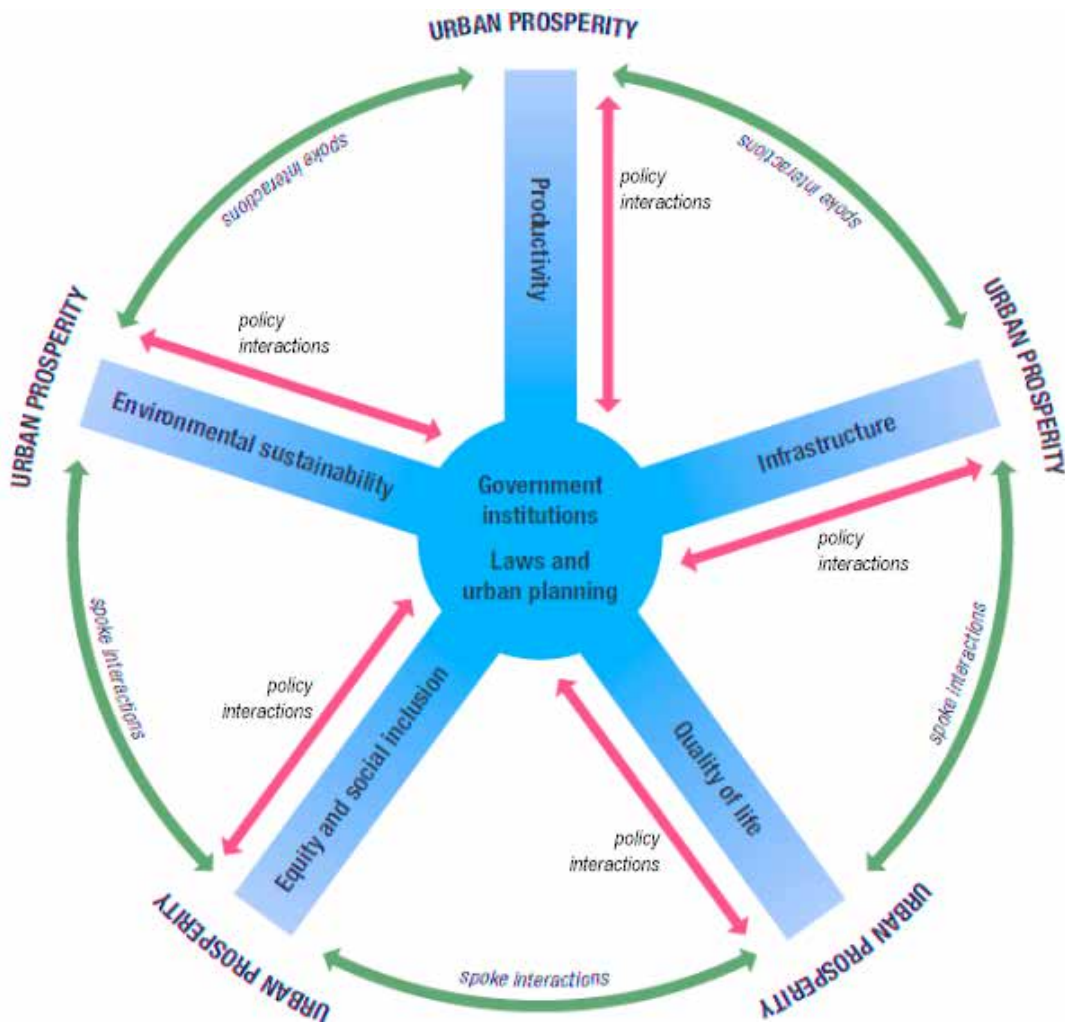 URBAN PROSPERITY
spoke interactions
spoke interactions
Productivity
policy
interactions
URBAN PROSPERITY
URBAN PROSPERITY
policy
interactions
Environmental sustainability
Infrastructure
Government
institutions
Laws and
urban planning
policy
interactions
spoke interactions
spoke interactions
policy
interactions
Equity and social inclusion
Quality of life
policy
interactions
URBAN PROSPERITY
URBAN PROSPERITY
spoke interactions